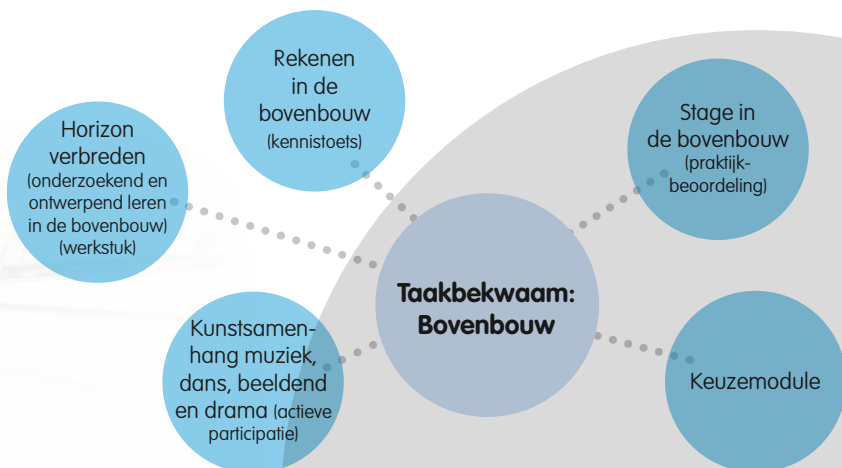 Rekenen
in de
bovenbouw
(kennistoets)
Horizon
verbreden
(onderzoekend en
ontwerpend leren
in de bovenbouw)
(werkstuk)
Stage in
de bovenbouw
(praktijk-
beoordeling)
Taakbekwaam:
Bovenbouw
Kunstsamen-
hang muziek,
dans, beeldend
en drama (actieve
participatie)
Keuzemodule